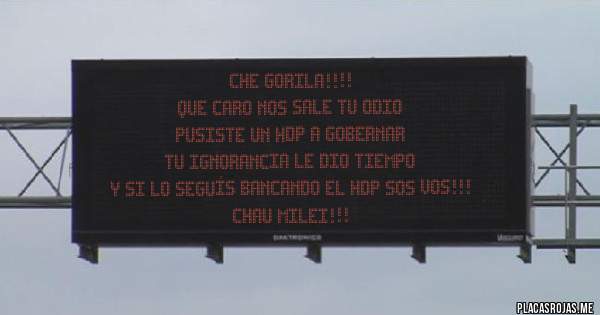 CHE GORILA!!!!
QUE CARO NOS SALE TU ODIO
PUSISTE UN HDP A GOBERNAR
TU IGNORANCIA LE DIO TIEMPO
Y SI LO SEGUÍS BANCANDO EL HDP SOS VOS!!!
CHAU MILEI!!!
DAKTRONICS
PLACASROJAS.ME